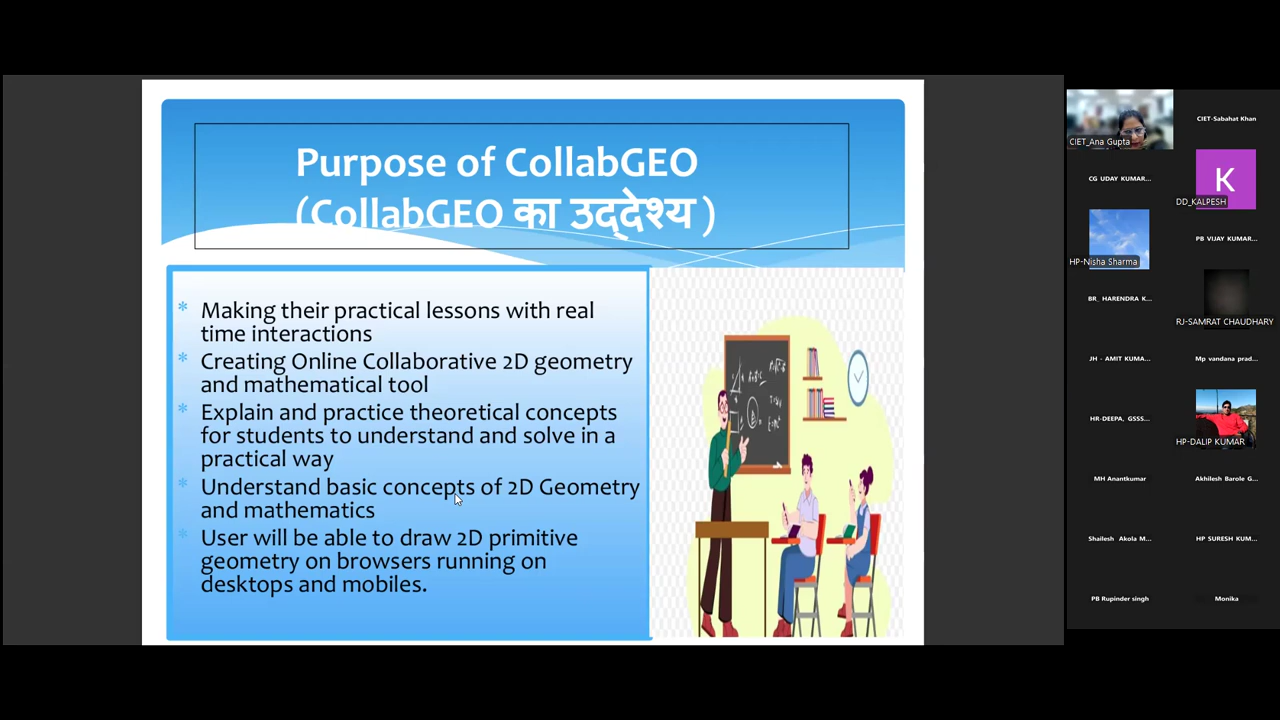 Purpose of CollabGEO
(CollabGEO का उद्देश्य )
* Making their practical lessons with real
time interactions
* Creating Online Collaborative 2D geometry
and mathematical tool
* Explain and practice theoretical concepts
for students to understand and solve in a
practical way
* Understand basic concepts of 2D Geometry
and mathematics
* User will be able to draw 2D primitive
geometry on browsers running on
desktops and mobiles.
CIET_Ana Gupta
CIET-Sabahat Khan
CG UDAY KUMAR...
K
DD_KALPESH
HP-Nisha Sharma
PB VIJAY KUMAR...
BR_ HARENDRA K...
RJ-SAMRAT CHAUDHARY
JH - AMIT KUMA...
Mp vandana prad...
HR-DEEPA, GSSS...
HP-DALIP KUMAR
MH Anantkumar
Akhilesh Barole G...
Shailesh Akola M...
HP SURESH KUM...
PB Rupinder singh
Monika